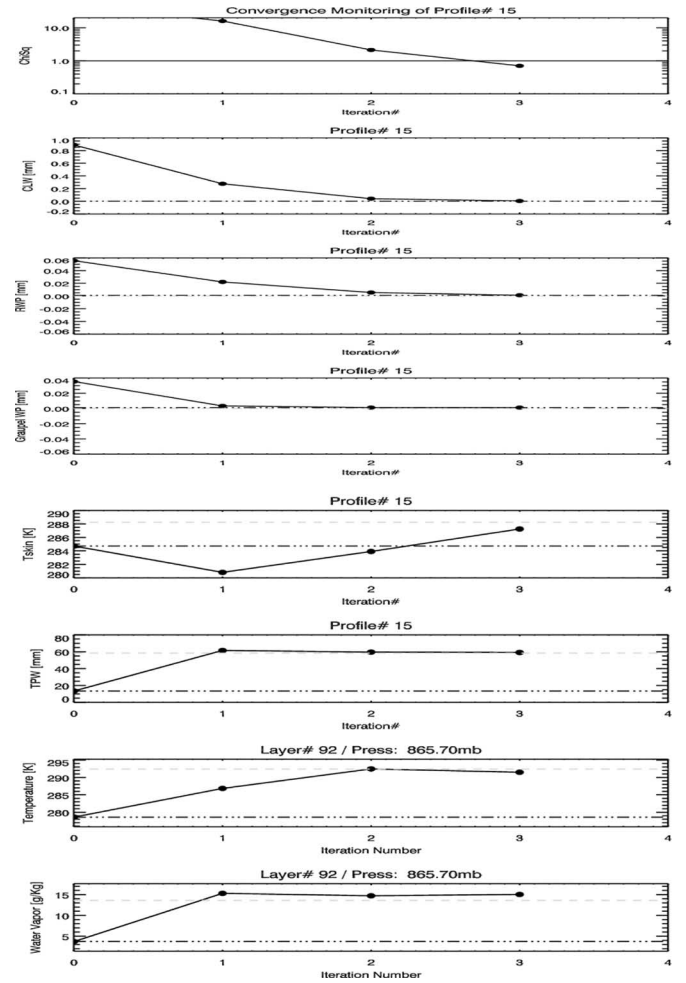 Convergence Monitoring of Profile# 15
ChiSq
10.0
1.0
0.1
0 1 2 3 4
Iteration#
Profile# 15
CLW [mm]
1.0
0.8
0.6
0.4
0.2
0.0
-0.2
0 1 2 3 4
Iteration#
Profile# 15
RWP [mm]
0.06
0.04
0.02
0.00
-0.02
-0.04
-0.06
0 1 2 3 4
Iteration#
Profile# 15
Graupel WP [mm]
0.04
0.02
0.00
-0.02
-0.04
-0.06
0 1 2 3 4
Iteration#
Profile# 15
Tskin [K]
290
288
286
284
282
280
0 1 2 3 4
Iteration#
Profile# 15
TPW [mm]
80
60
40
20
0
0 1 2 3 4
Iteration#
Layer# 92 / Press: 865.70mb
Temperature [K]
295
290
285
280
0 1 2 3 4
Iteration Number
Layer# 92 / Press: 865.70mb
Water Vapor [g/Kg]
15
10
5
0 1 2 3 4
Iteration Number